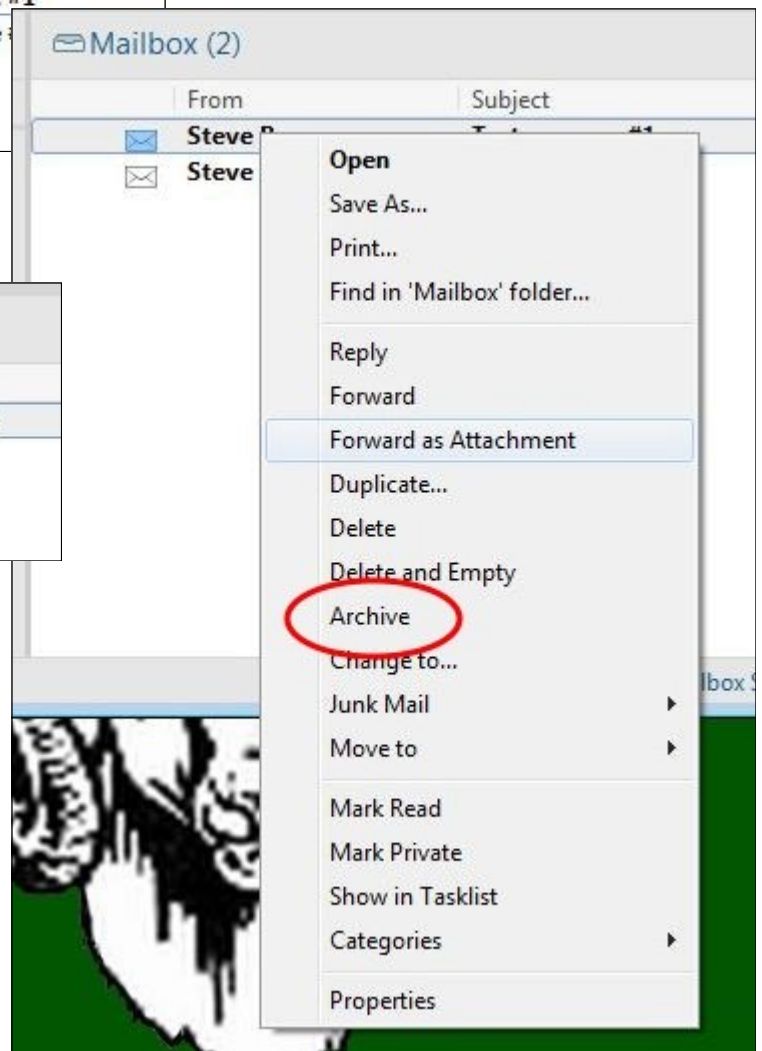 #1
Mailbox (2)
From Subject
Steve #1
Steve
Open
Save As...
Print...
Find in 'Mailbox' folder...
Reply
Forward
Forward as Attachment
Duplicate...
Delete
Delete and Empty
Archive
Change to...
Junk Mail
Move to
Mark Read
Mark Private
Show in Tasklist
Categories
Properties